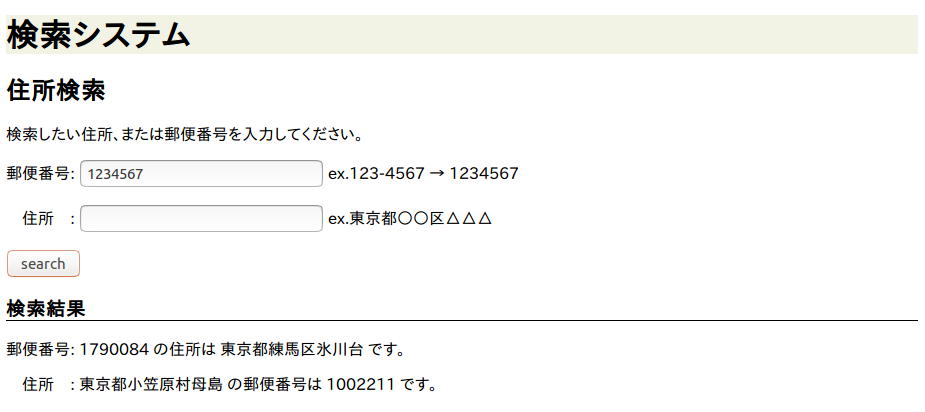 検索システム
住所検索
検索したい住所、または郵便番号を入力してください。
郵便番号: 1234567 ex.123-4567 → 1234567
住所　: ex.東京都〇〇区△△△
search
検索結果
郵便番号: 1790084 の住所は 東京都練馬区氷川台 です。
住所　: 東京都小笠原村母島 の郵便番号は 1002211 です。